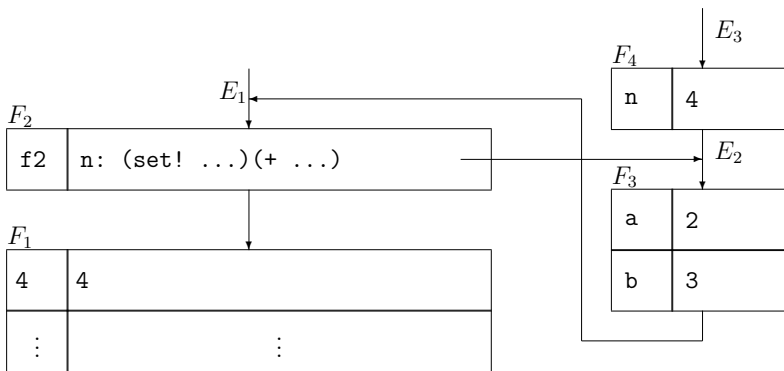 E₃
F₄
n 4
E₁
F₂
f2 n: (set! ...)(+ ...)
E₂
F₃
a 2
F₁
4 4
b 3
⋮ ⋮